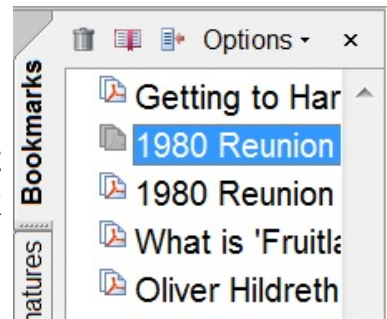 Options
Bookmarks
Getting to Har
1980 Reunion
1980 Reunion
What is 'Fruitla
Oliver Hildreth
natures